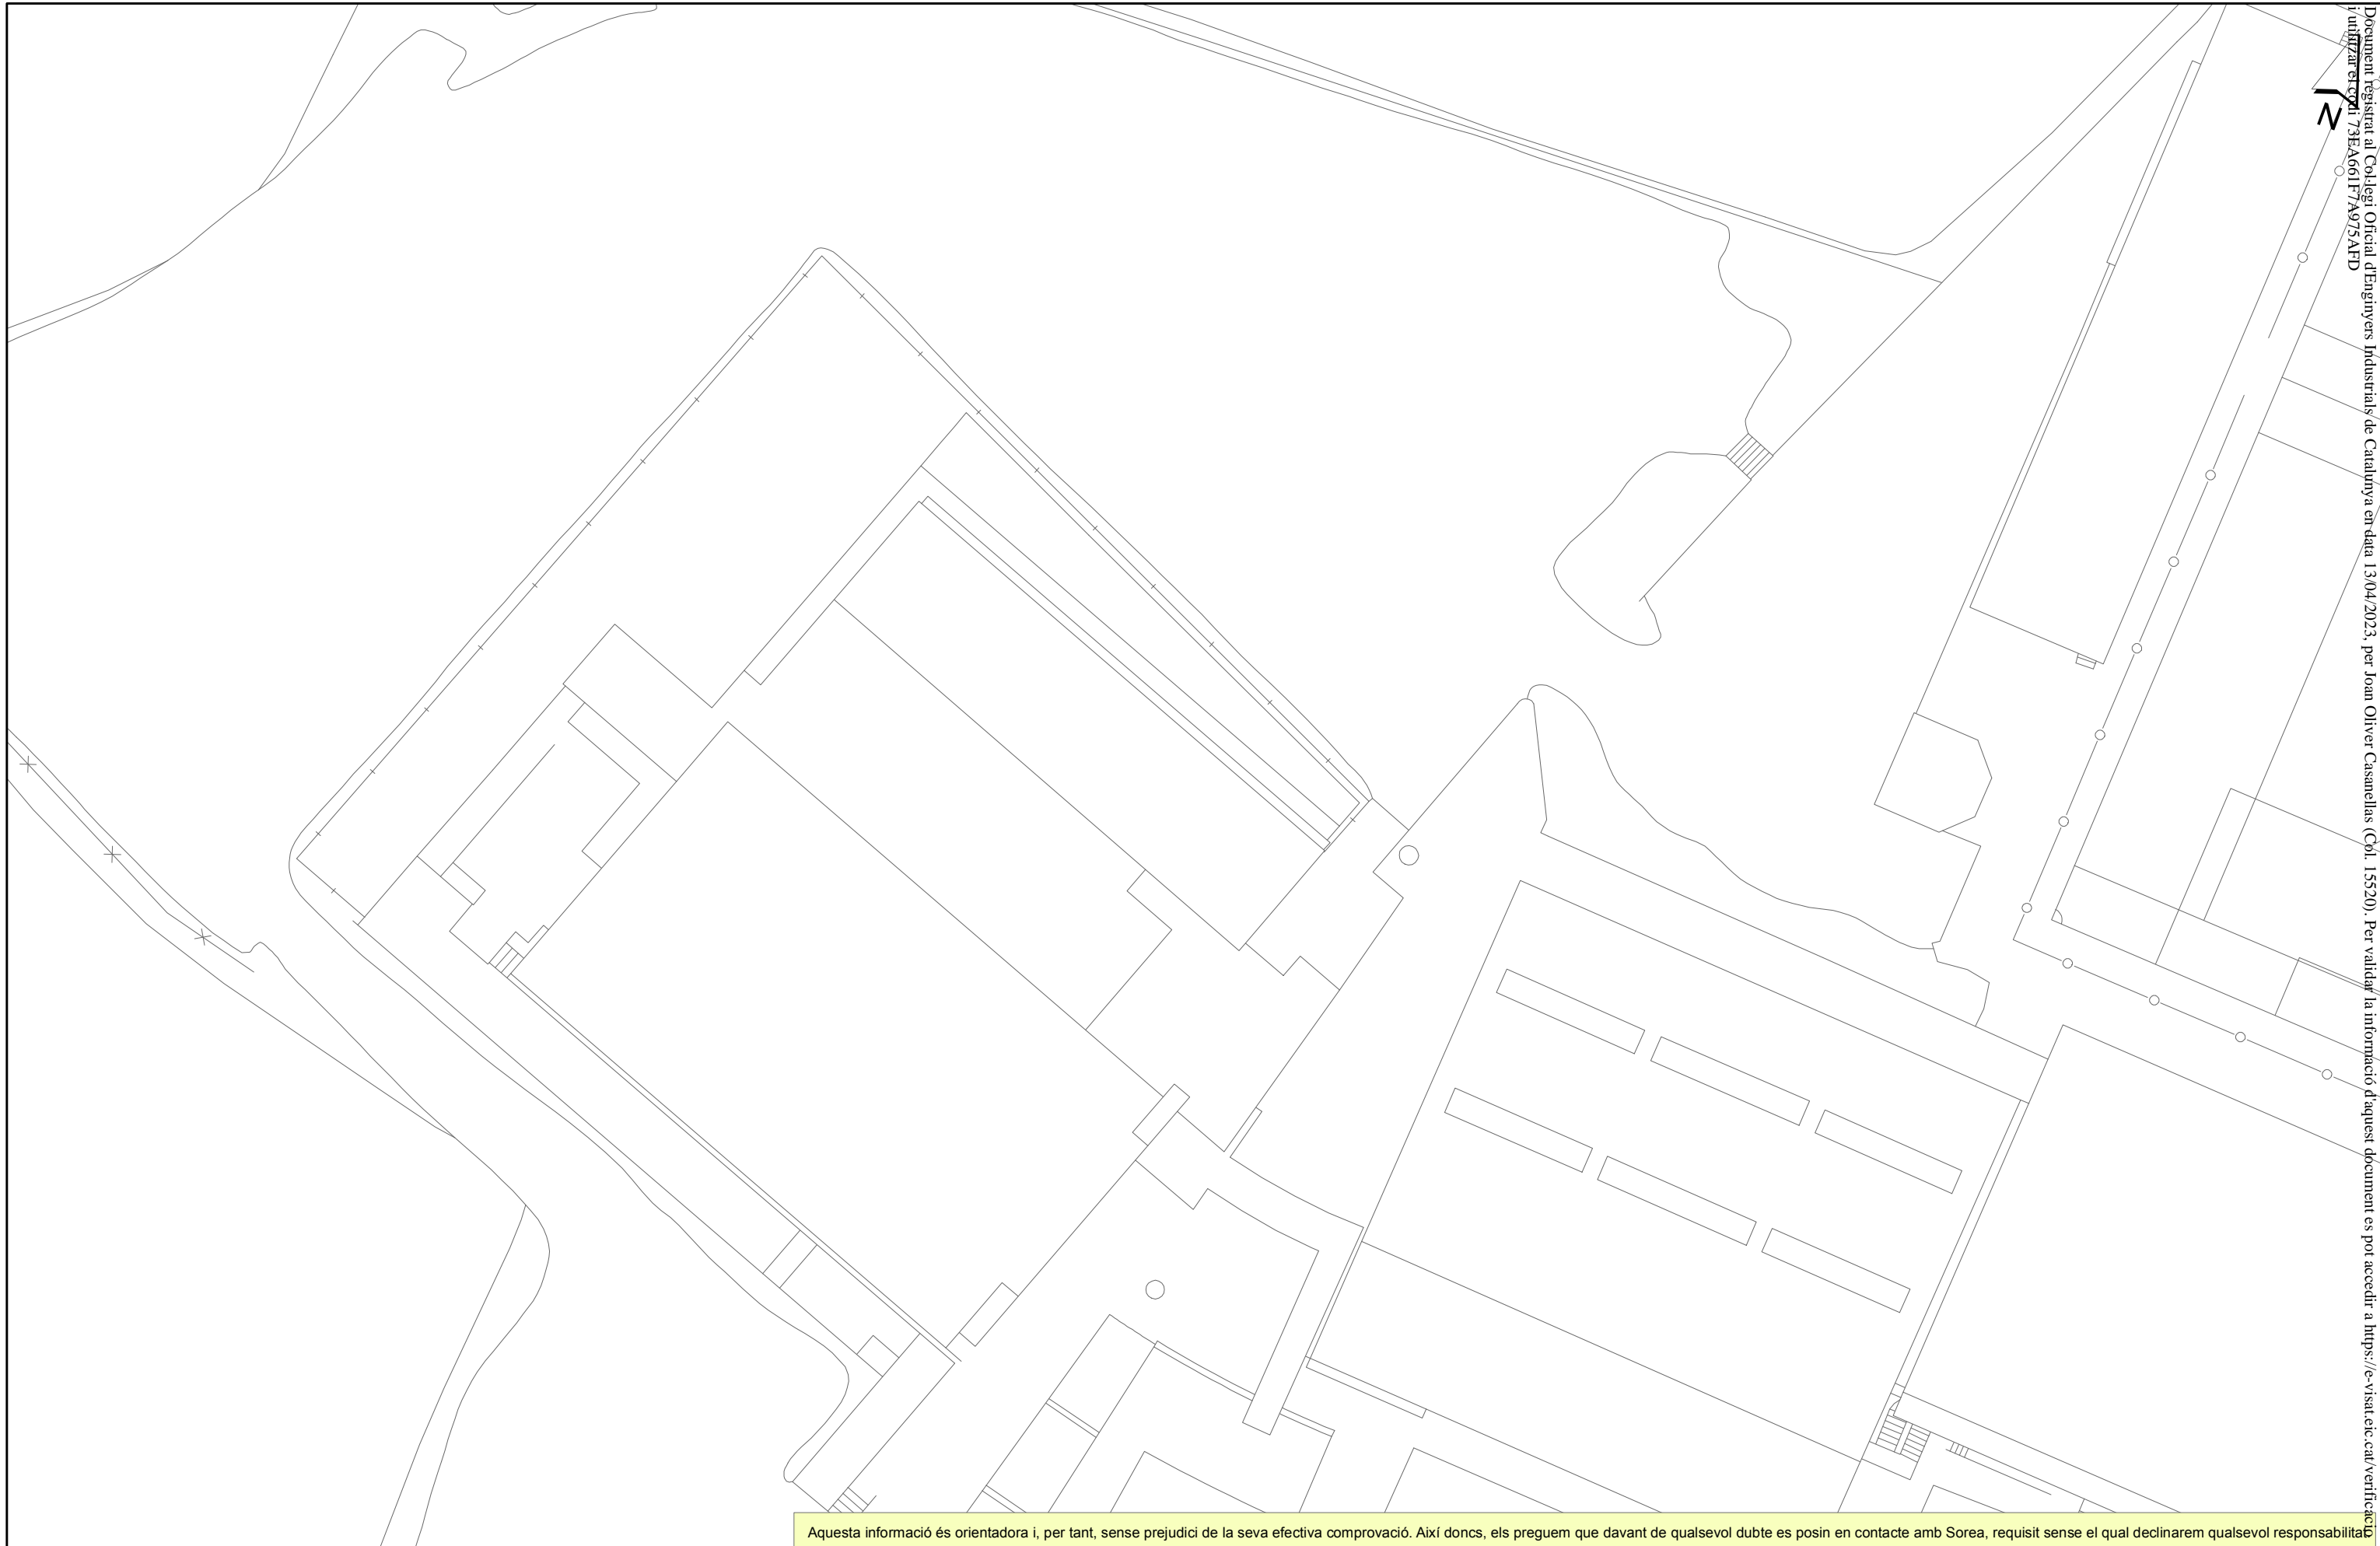 Document registrat al Col·legi Oficial d'Enginyers Industrials de Catalunya en data 13/04/2023, per Joan Oliver Casanellas (Col. 15520). Per validar la informació d'aquest document es pot accedir a https://e-visat.eic.cat/verificacio
i utilitzar el codi 73EA661F7A975AFD
N
Aquesta informació és orientadora i, per tant, sense prejudici de la seva efectiva comprovació. Així doncs, els preguem que davant de qualsevol dubte es posin en contacte amb Sorea, requisit sense el qual declinarem qualsevol responsabilitat.